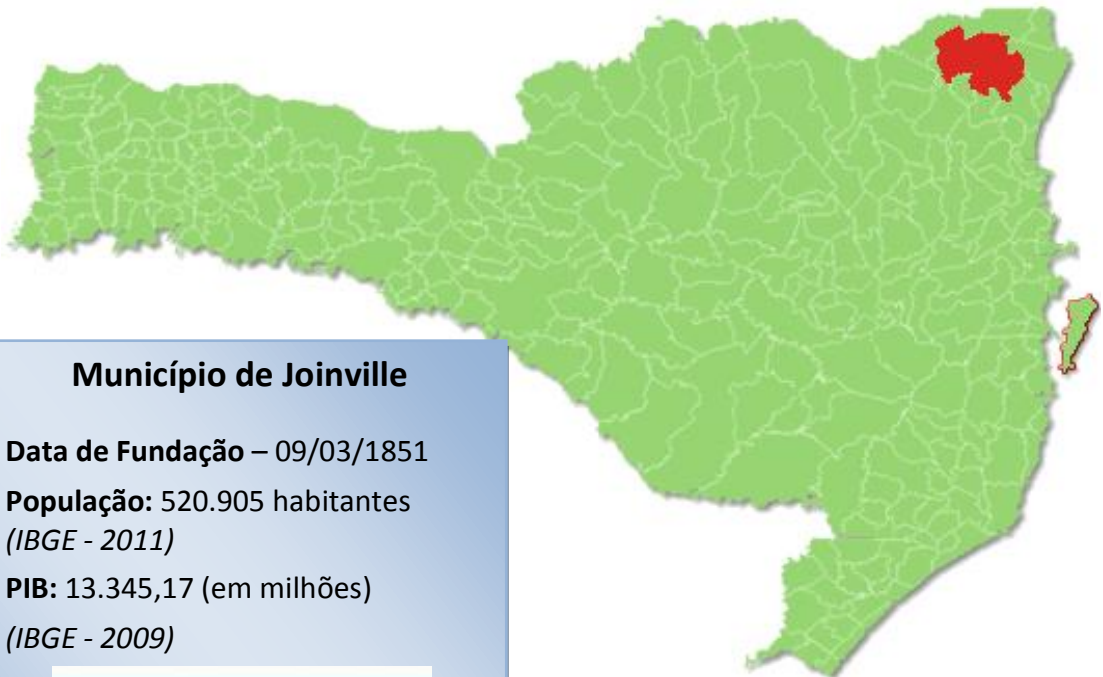 Município de Joinville
Data de Fundação – 09/03/1851
População: 520.905 habitantes
(IBGE - 2011)
PIB: 13.345,17 (em milhões)
(IBGE - 2009)